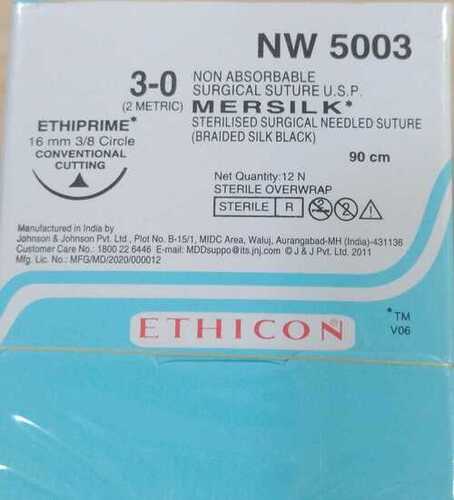 NW 5003
3-0
(2 METRIC)
NON ABSORBABLE
SURGICAL SUTURE U.S.P.
MERSILK*
STERILISED SURGICAL NEEDLED SUTURE
(BRAIDED SILK BLACK)
ETHIPRIME*
16 mm 3/8 Circle
CONVENTIONAL
CUTTING
90 cm
Net Quantity:12 N
STERILE OVERWRAP
STERILE R
Manufactured in India by
Johnson & Johnson Pvt. Ltd., Plot No. B-15/1, MIDC Area, Waluj, Aurangabad-MH (India)-431136
Customer Care No.: 1800 22 6446 E-mail: MDDsuppo@its.jnj.com © J & J Pvt. Ltd. 2011
Mfg. Lic. No.: MFG/MD/2020/000012
ETHICON
*TM
V06